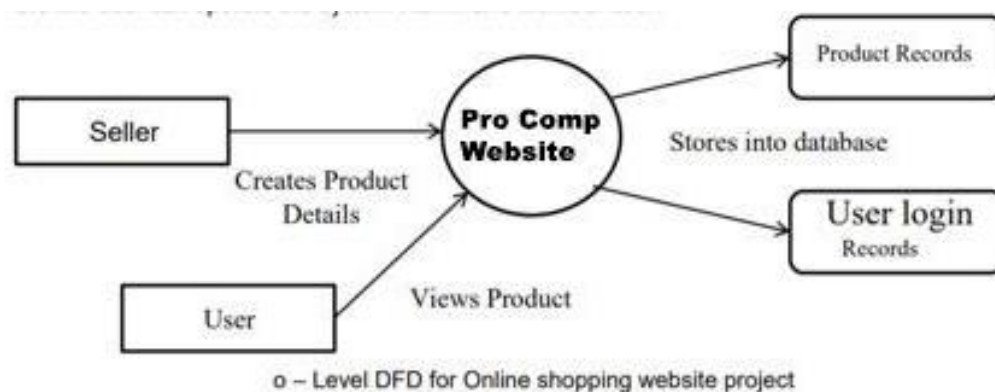 Product Records
Pro Comp
Website
Seller
Stores into database
Creates Product
Details
User login
Records
Views Product
User
o – Level DFD for Online shopping website project